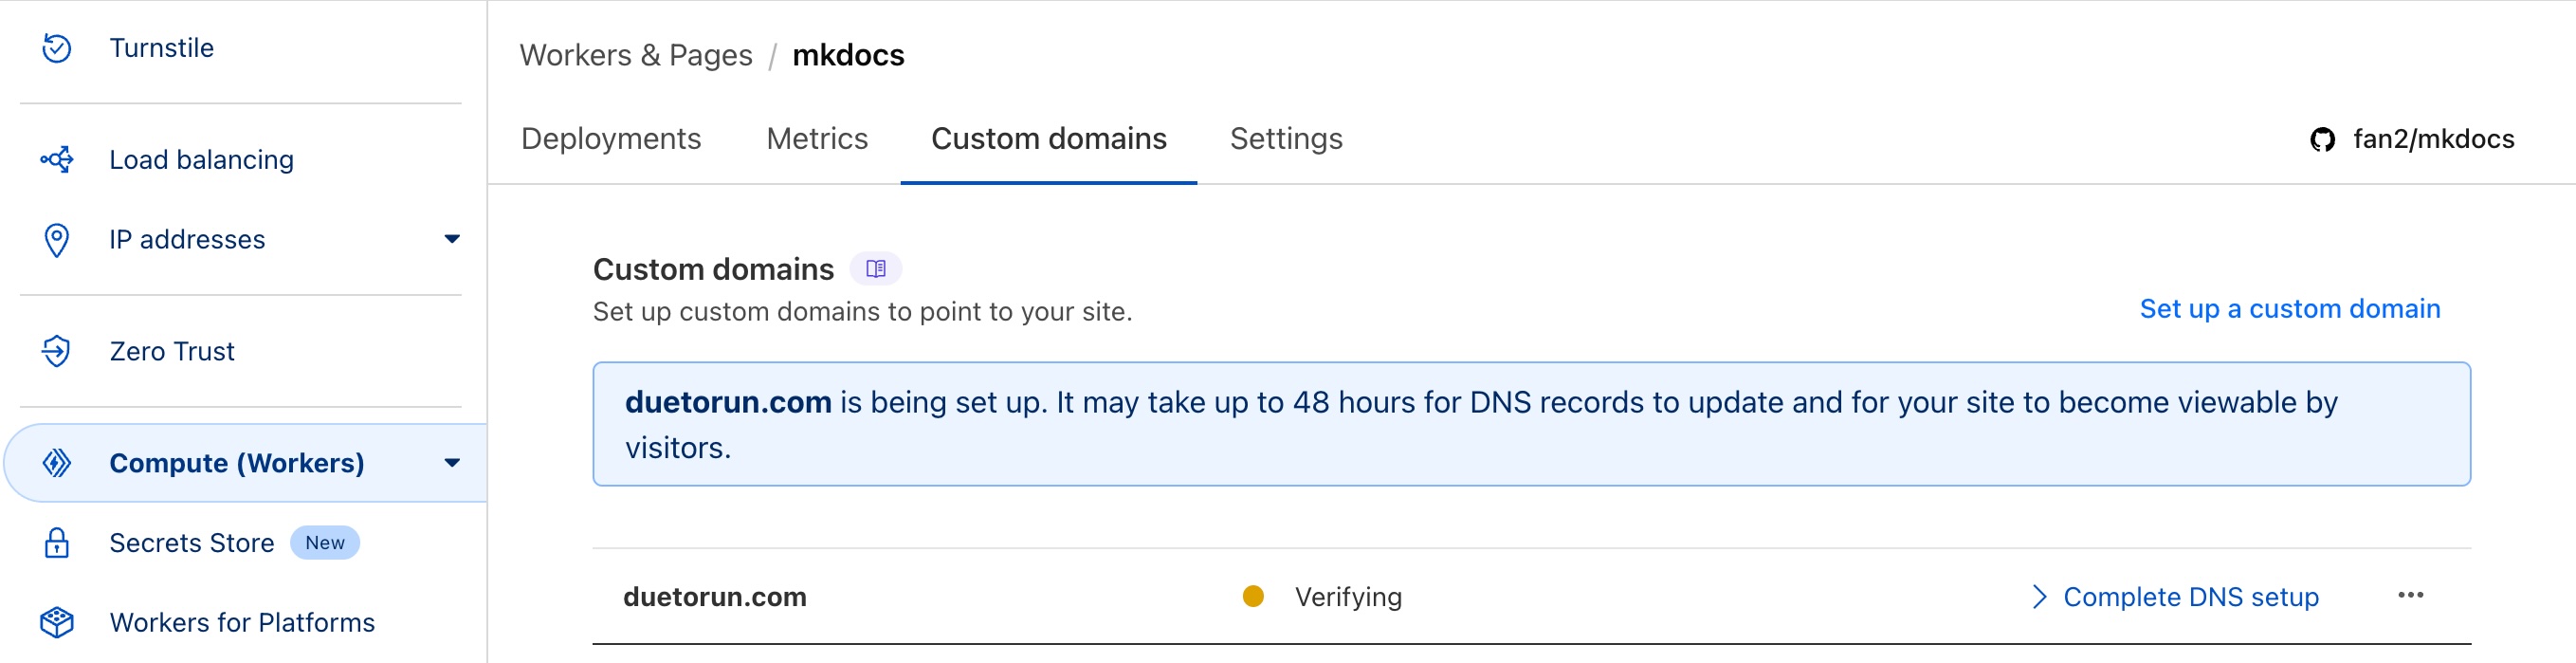 Turnstile
Load balancing
IP addresses
Zero Trust
Compute (Workers)
Secrets Store New
Workers for Platforms
Workers & Pages / mkdocs
Deployments Metrics Custom domains Settings fan2/mkdocs
Custom domains
Set up custom domains to point to your site.
Set up a custom domain
duetorun.com is being set up. It may take up to 48 hours for DNS records to update and for your site to become viewable by
visitors.
duetorun.com Verifying Complete DNS setup